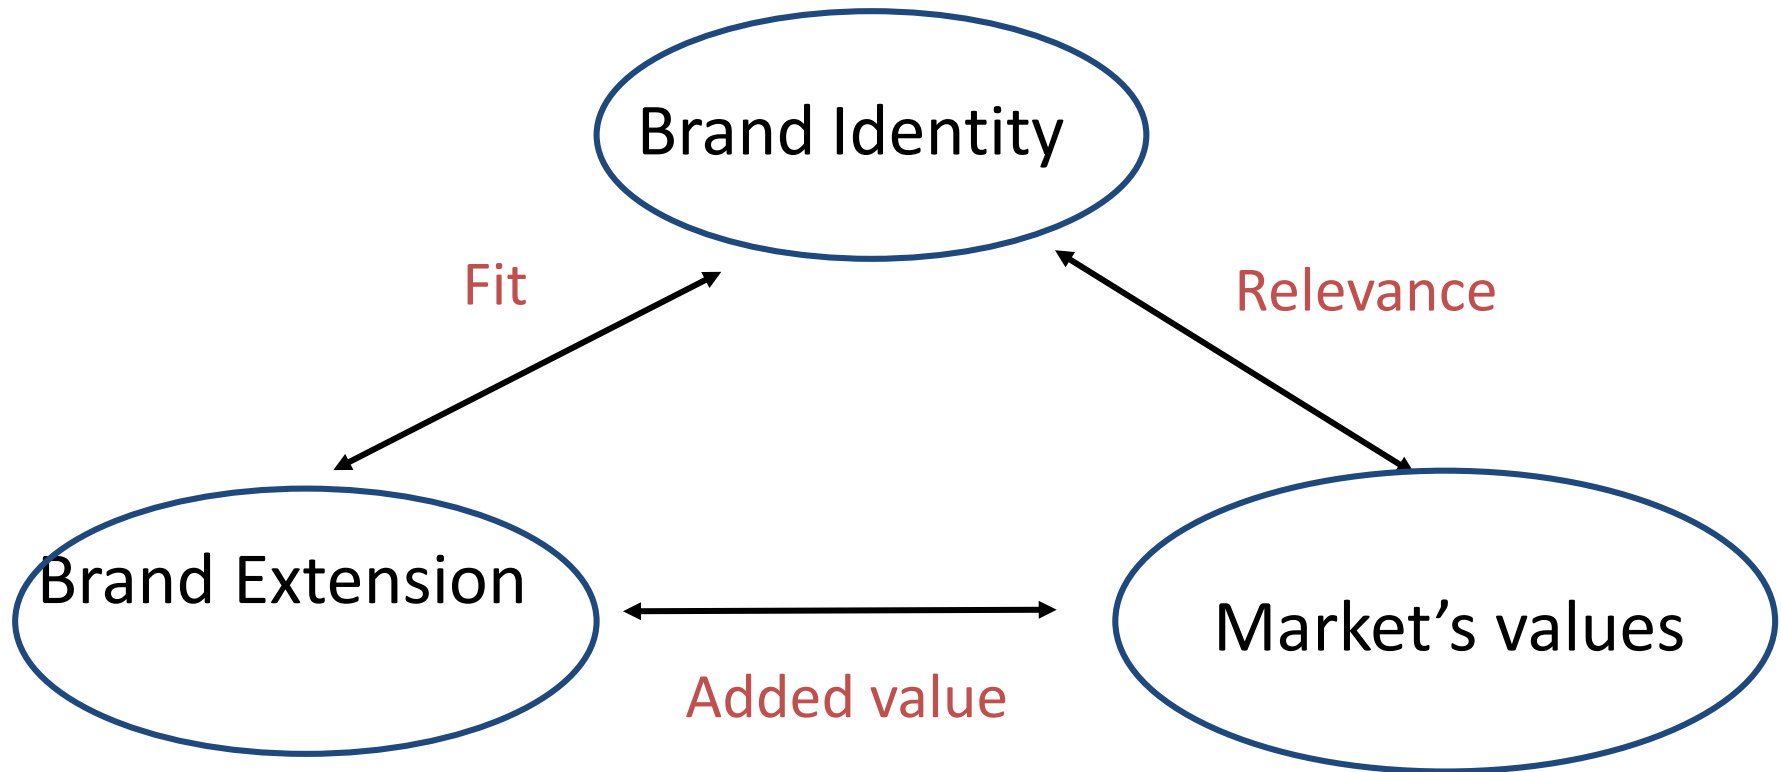 Brand Identity
Fit
Relevance
Brand Extension
Market’s values
Added value